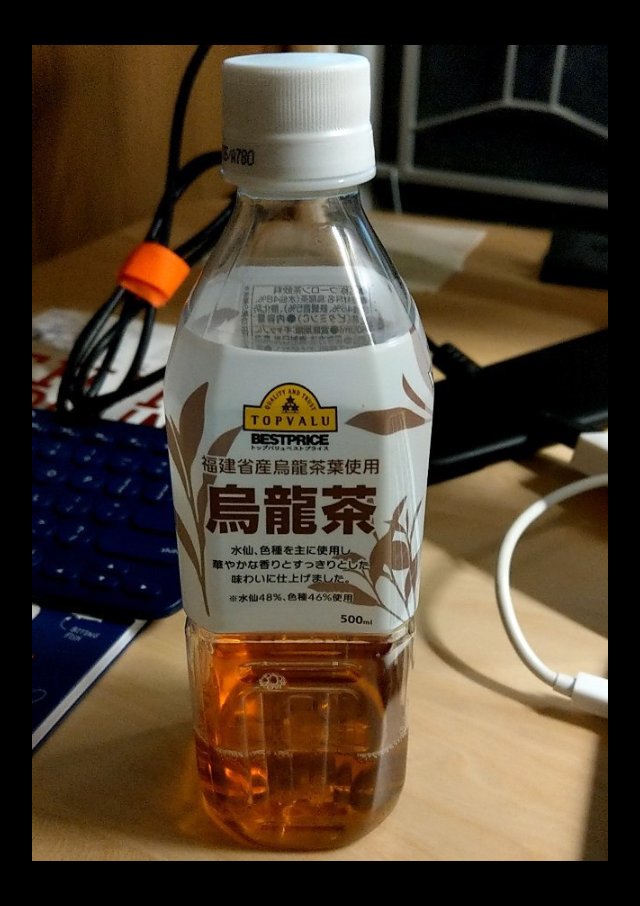 /A780
QUALITY AND TRUST
TOPVALU
BESTPRICE
トップバリュベストプライス
福建省産烏龍茶葉使用
烏龍茶
水仙、色種を主に使用し、
華やかな香りとすっきりとした
味わいに仕上げました。
※水仙48%、色種46%使用
500ml